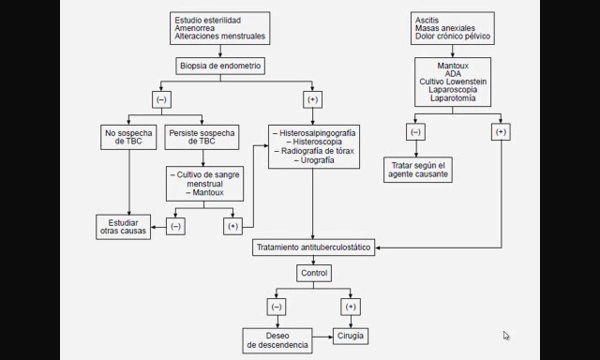 Estudio esterilidad
Amenorrea
Alteraciones menstruales
Ascitis
Masas anexiales
Dolor crónico pélvico
Biopsia de endometrio
Mantoux
ADA
Cultivo Lowenstein
Laparoscopia
Laparotomía
(–)
(+)
(–)
(+)
No sospecha
de TBC
Persiste sospecha
de TBC
– Histerosalpingografía
– Histeroscopia
– Radiografía de tórax
– Urografía
Tratar según el
agente causante
– Cultivo de sangre
menstrual
– Mantoux
Estudiar
otras causas
(–)
(+)
Tratamiento antituberculostático
Control
(–)
(+)
Deseo
de descendencia
Cirugía